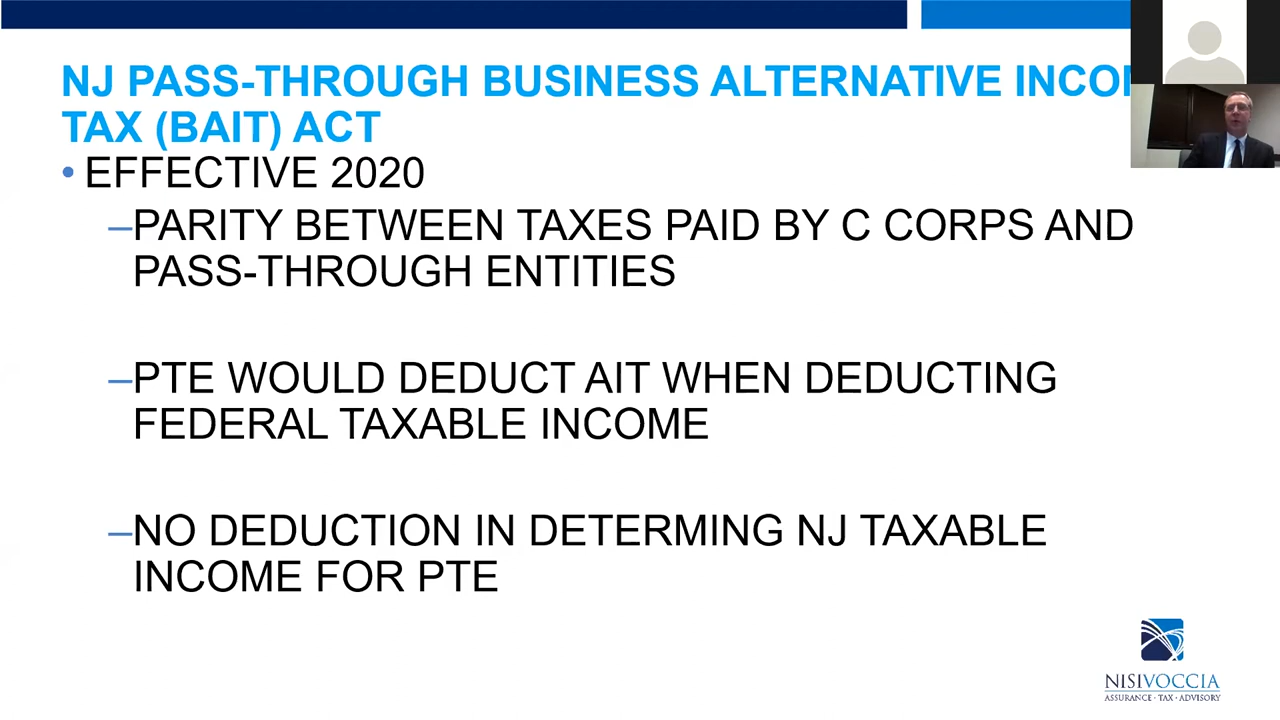 NJ PASS-THROUGH BUSINESS ALTERNATIVE
TAX (BAIT) ACT
• EFFECTIVE 2020
–PARITY BETWEEN TAXES PAID BY C CORPS AND
PASS-THROUGH ENTITIES
–PTE WOULD DEDUCT AIT WHEN DEDUCTING
FEDERAL TAXABLE INCOME
–NO DEDUCTION IN DETERMING NJ TAXABLE
INCOME FOR PTE
NISIVOCCIA
ASSURANCE · TAX · ADVISORY